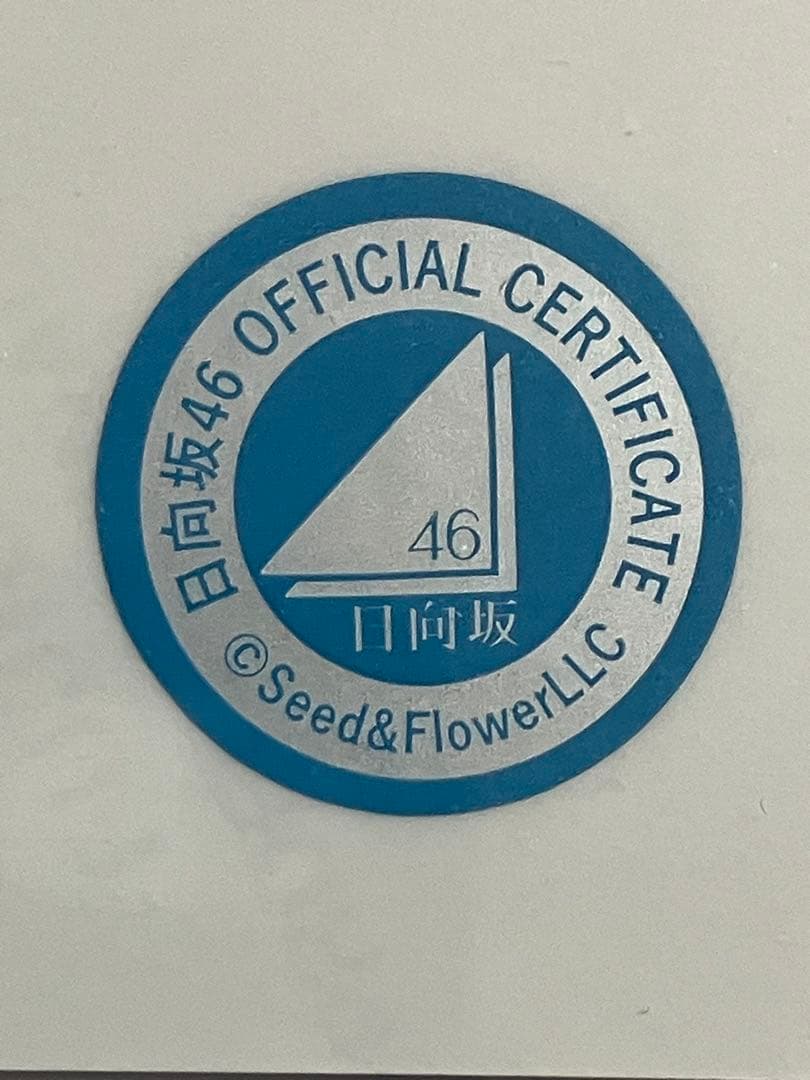 日向坂46 OFFICIAL CERTIFICATE
46
日向坂
©Seed&FlowerLLC